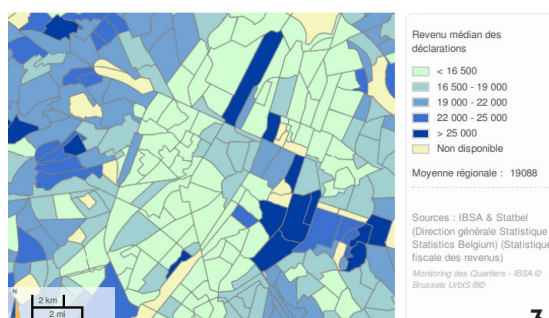 Revenu médian des
déclarations
< 16 500
16 500 - 19 000
19 000 - 22 000
22 000 - 25 000
> 25 000
Non disponible
Moyenne régionale : 19088
Sources : IBSA & Statbel
(Direction générale Statistique
Statistics Belgium) (Statistique
fiscale des revenus)
Monitoring des Quartiers - IBSA ©
Brussels UrbIS ®©
N
2 km
2 mi
3